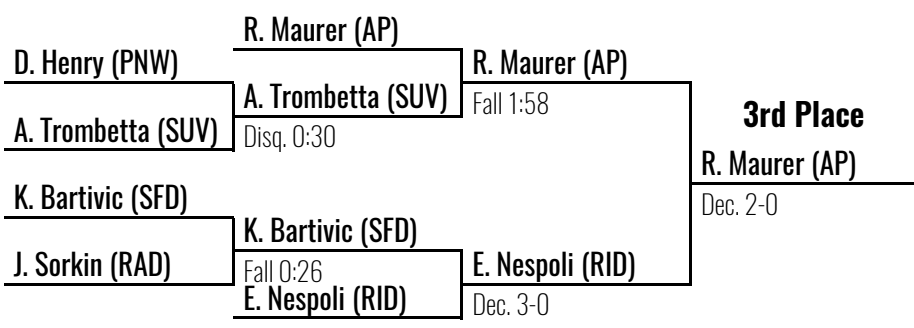 R. Maurer (AP)
D. Henry (PNW)
R. Maurer (AP)
A. Trombetta (SUV)
Fall 1:58
3rd Place
A. Trombetta (SUV)
Disq. 0:30
R. Maurer (AP)
K. Bartivic (SFD)
Dec. 2-0
K. Bartivic (SFD)
J. Sorkin (RAD)
E. Nespoli (RID)
Fall 0:26
E. Nespoli (RID)
Dec. 3-0